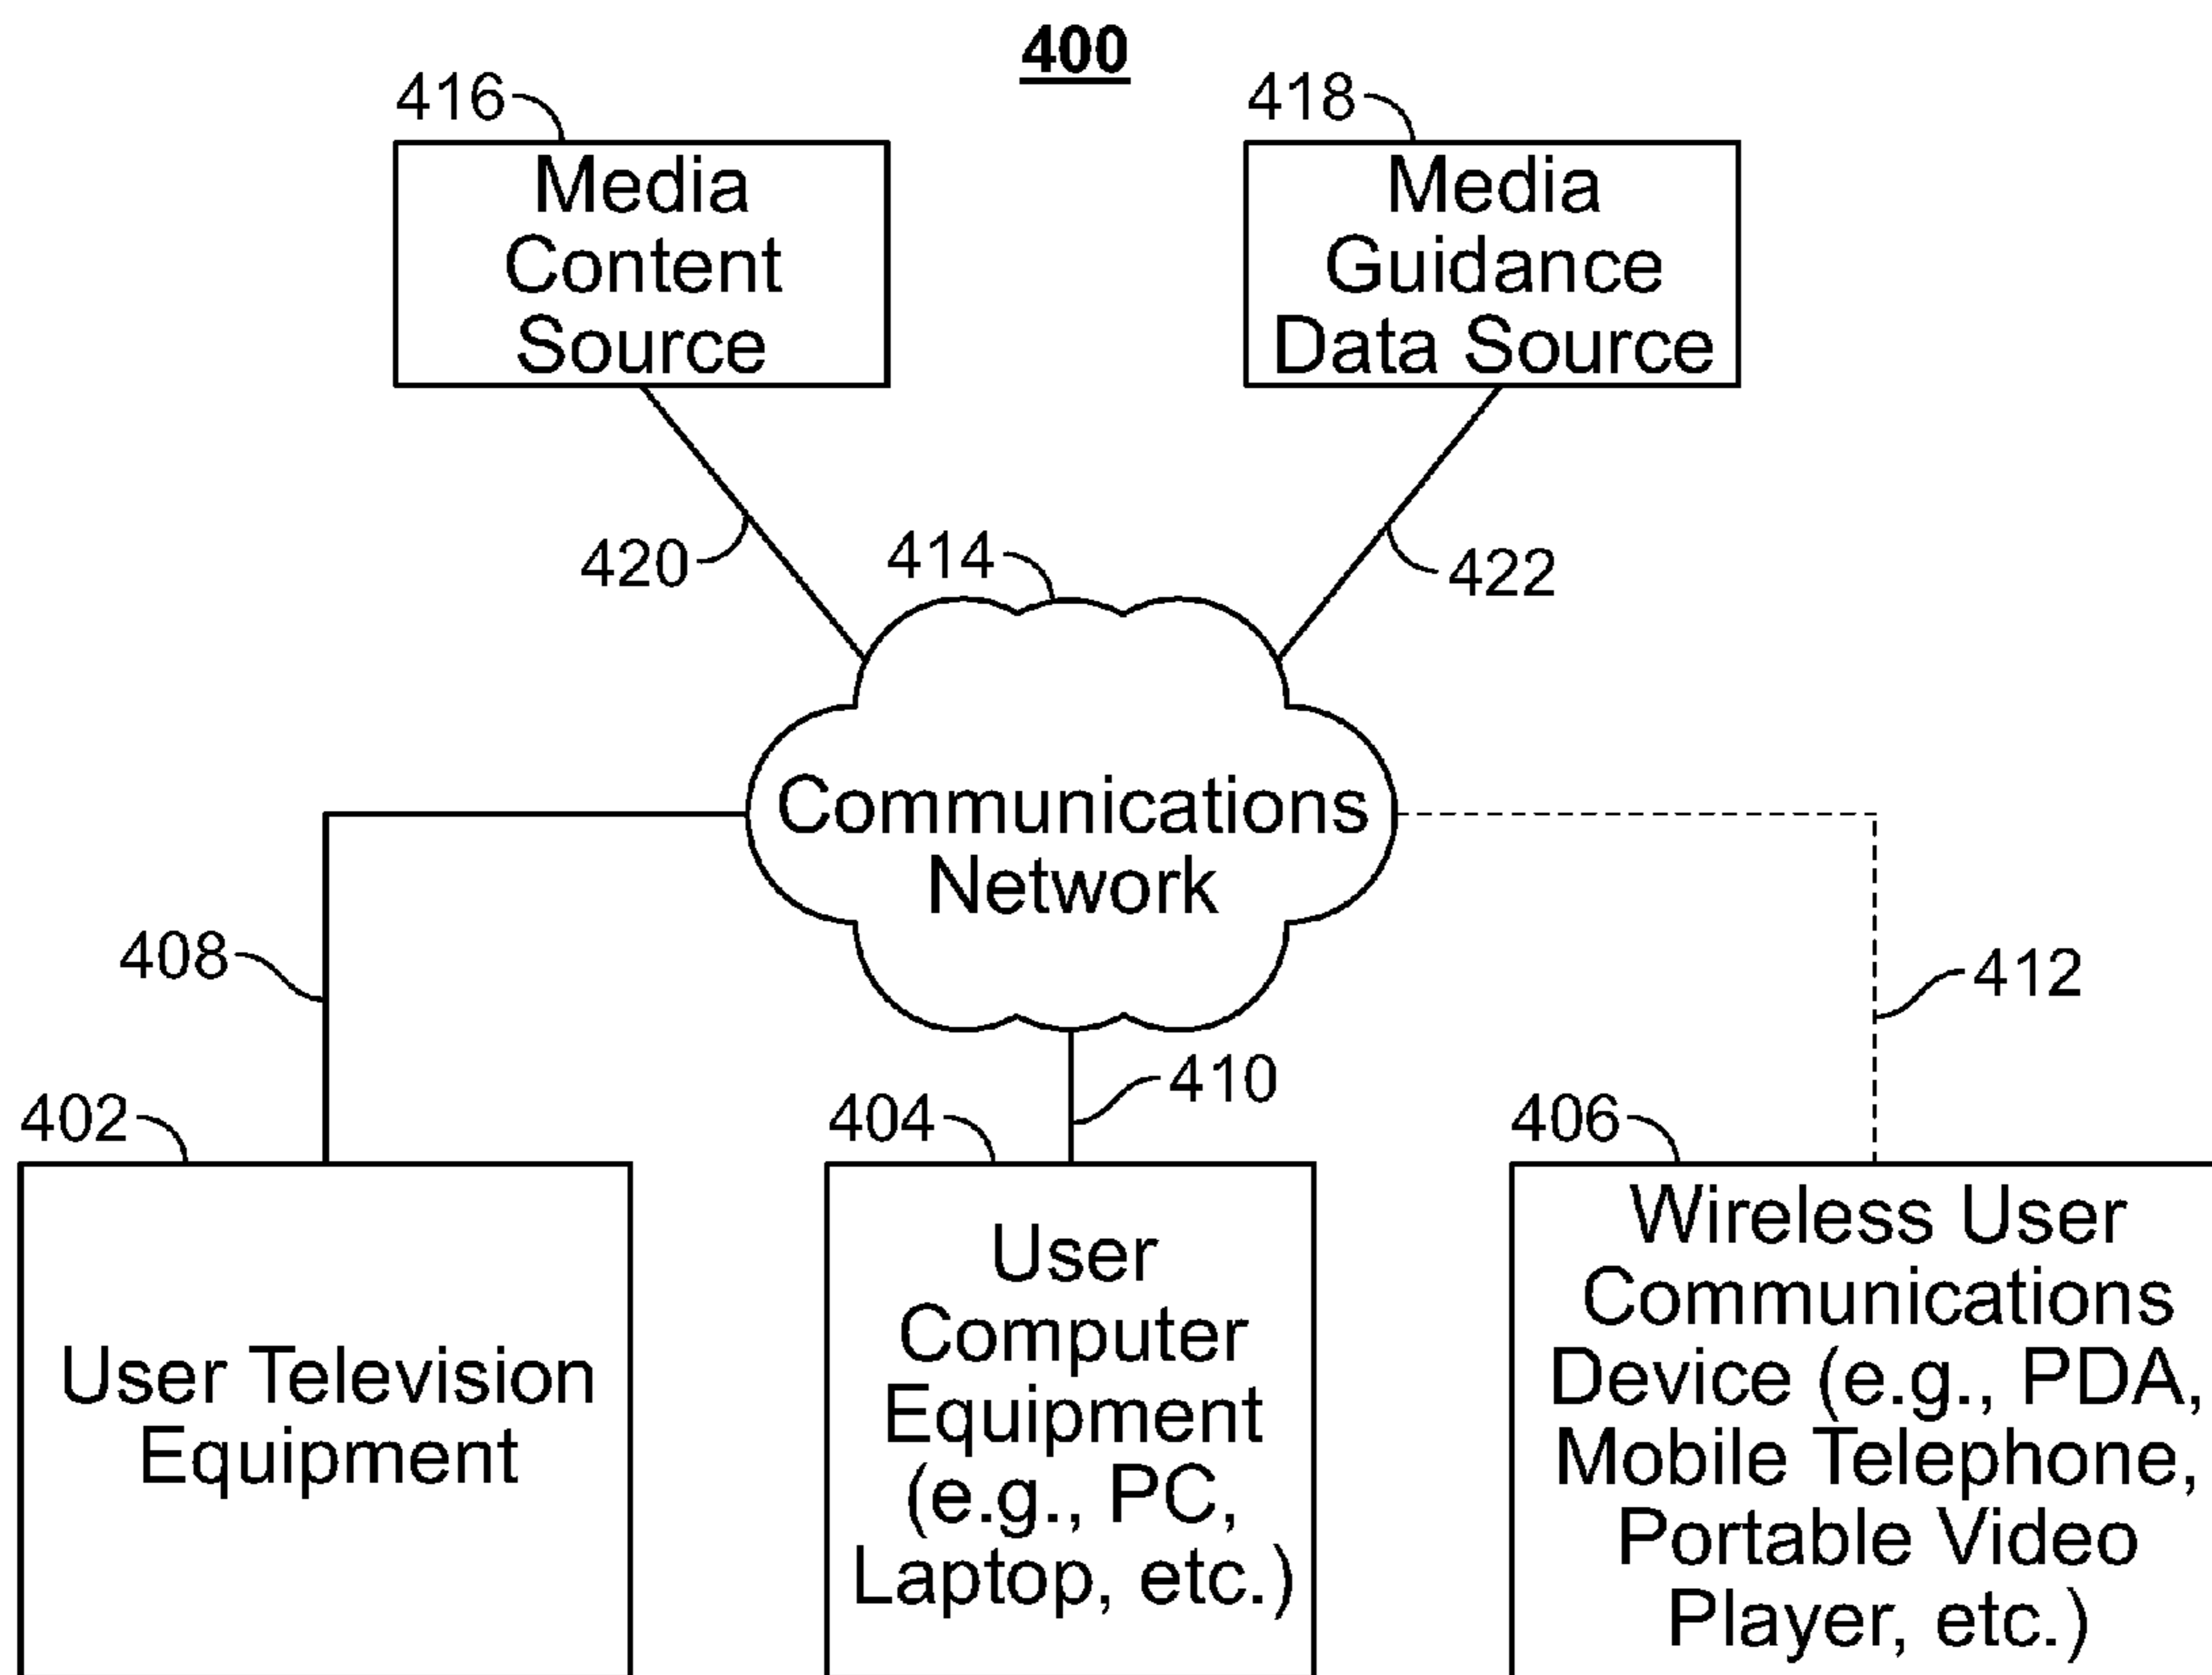 400
416
418
Media
Content
Source
Media
Guidance
Data Source
420
414
422
Communications
Network
408
412
410
402
404
406
User Television
Equipment
User
Computer
Equipment
(e.g., PC,
Laptop, etc.)
Wireless User
Communications
Device (e.g., PDA,
Mobile Telephone,
Portable Video
Player, etc.)